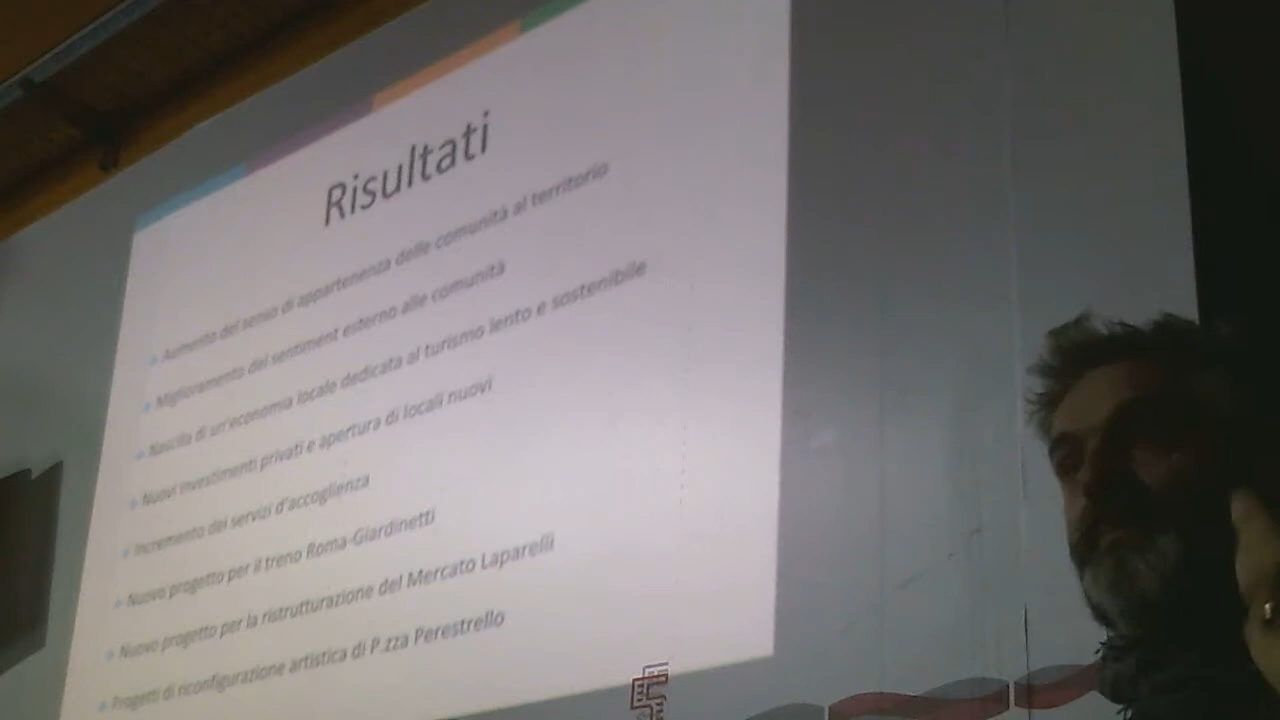 Risultati
Aumento del senso di appartenenza delle comunità al territorio
Miglioramento del sentiment esterno alle comunità
Nascita di un'economia locale dedicata al turismo lento e sostenibile
Nuovi investimenti privati e apertura di locali nuovi
Incremento dei servizi d'accoglienza
Nuovo progetto per il treno Roma-Giardinetti
Nuovo progetto per la ristrutturazione del Mercato Laparelli
Progetti di riconfigurazione artistica di P.zza Perestrello